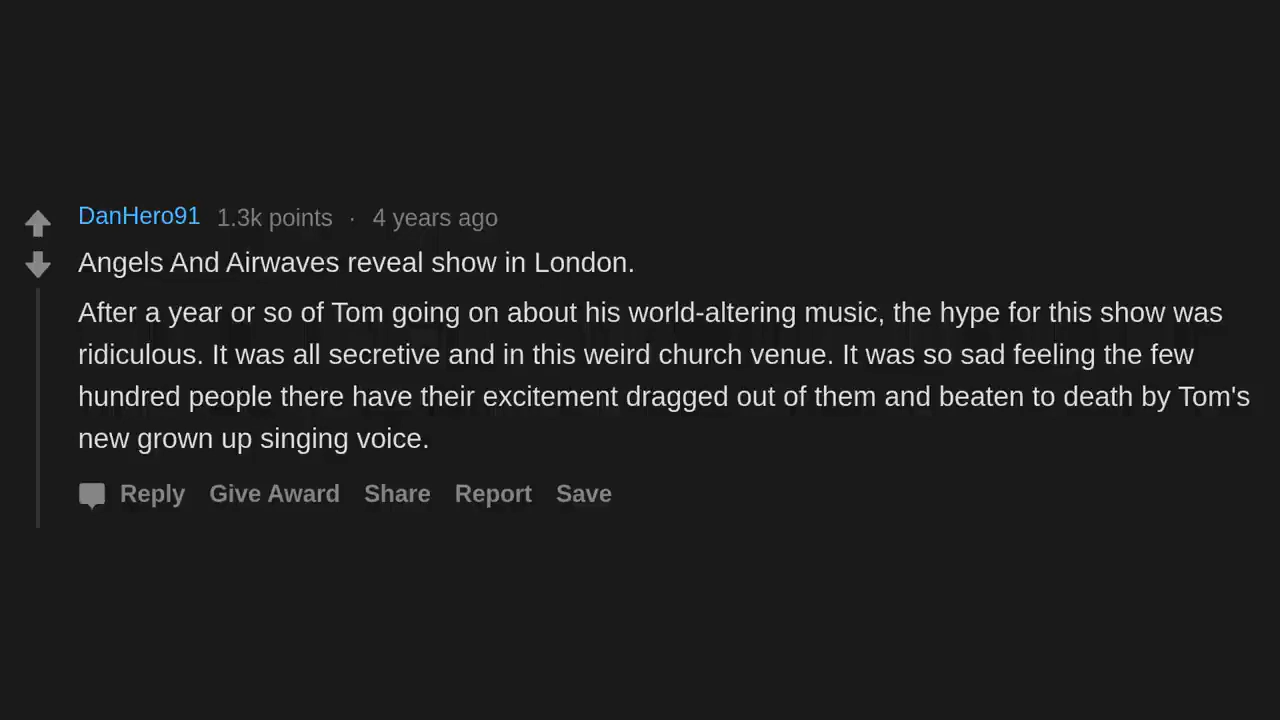 DanHero91 1.3k points · 4 years ago
Angels And Airwaves reveal show in London.
After a year or so of Tom going on about his world-altering music, the hype for this show was
ridiculous. It was all secretive and in this weird church venue. It was so sad feeling the few
hundred people there have their excitement dragged out of them and beaten to death by Tom's
new grown up singing voice.
Reply Give Award Share Report Save